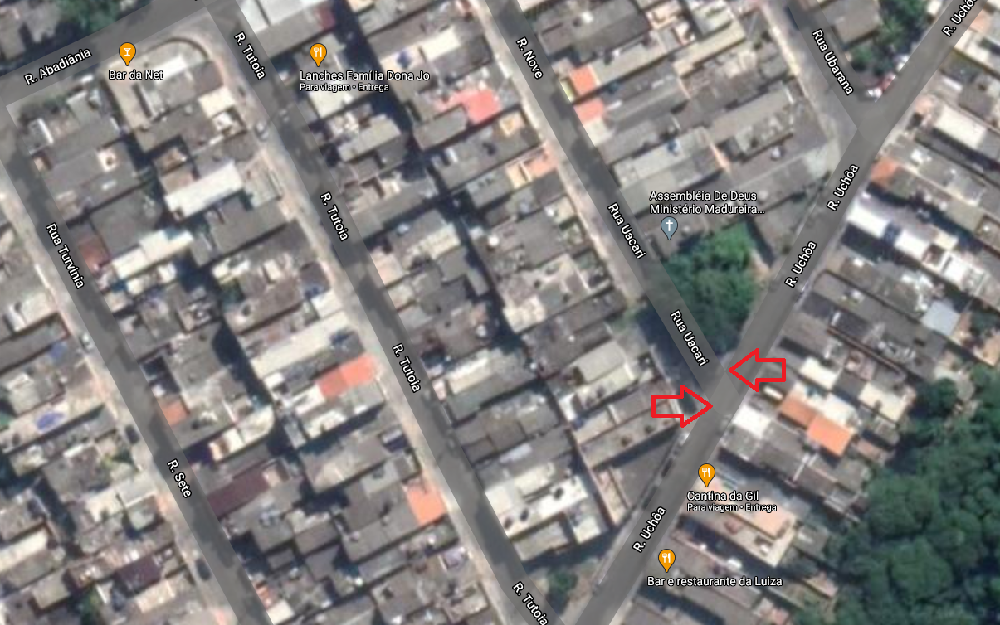 R. Uchôa
R. Abadiânia
Bar da Net
R. Tutoia
Lanches Família Dona Jo
Para viagem • Entrega
R. Nove
Rua Ubarana
R. Uchôa
Rua Turvínia
R. Tutoia
Rua Uacari
Assembléia De Deus
Ministério Madureira...
R. Uchôa
Rua Uacari
R. Tutoia
R. Sete
Cantina da Gil
Para viagem • Entrega
R. Uchôa
Bar e restaurante da Luiza
R. Tutoia